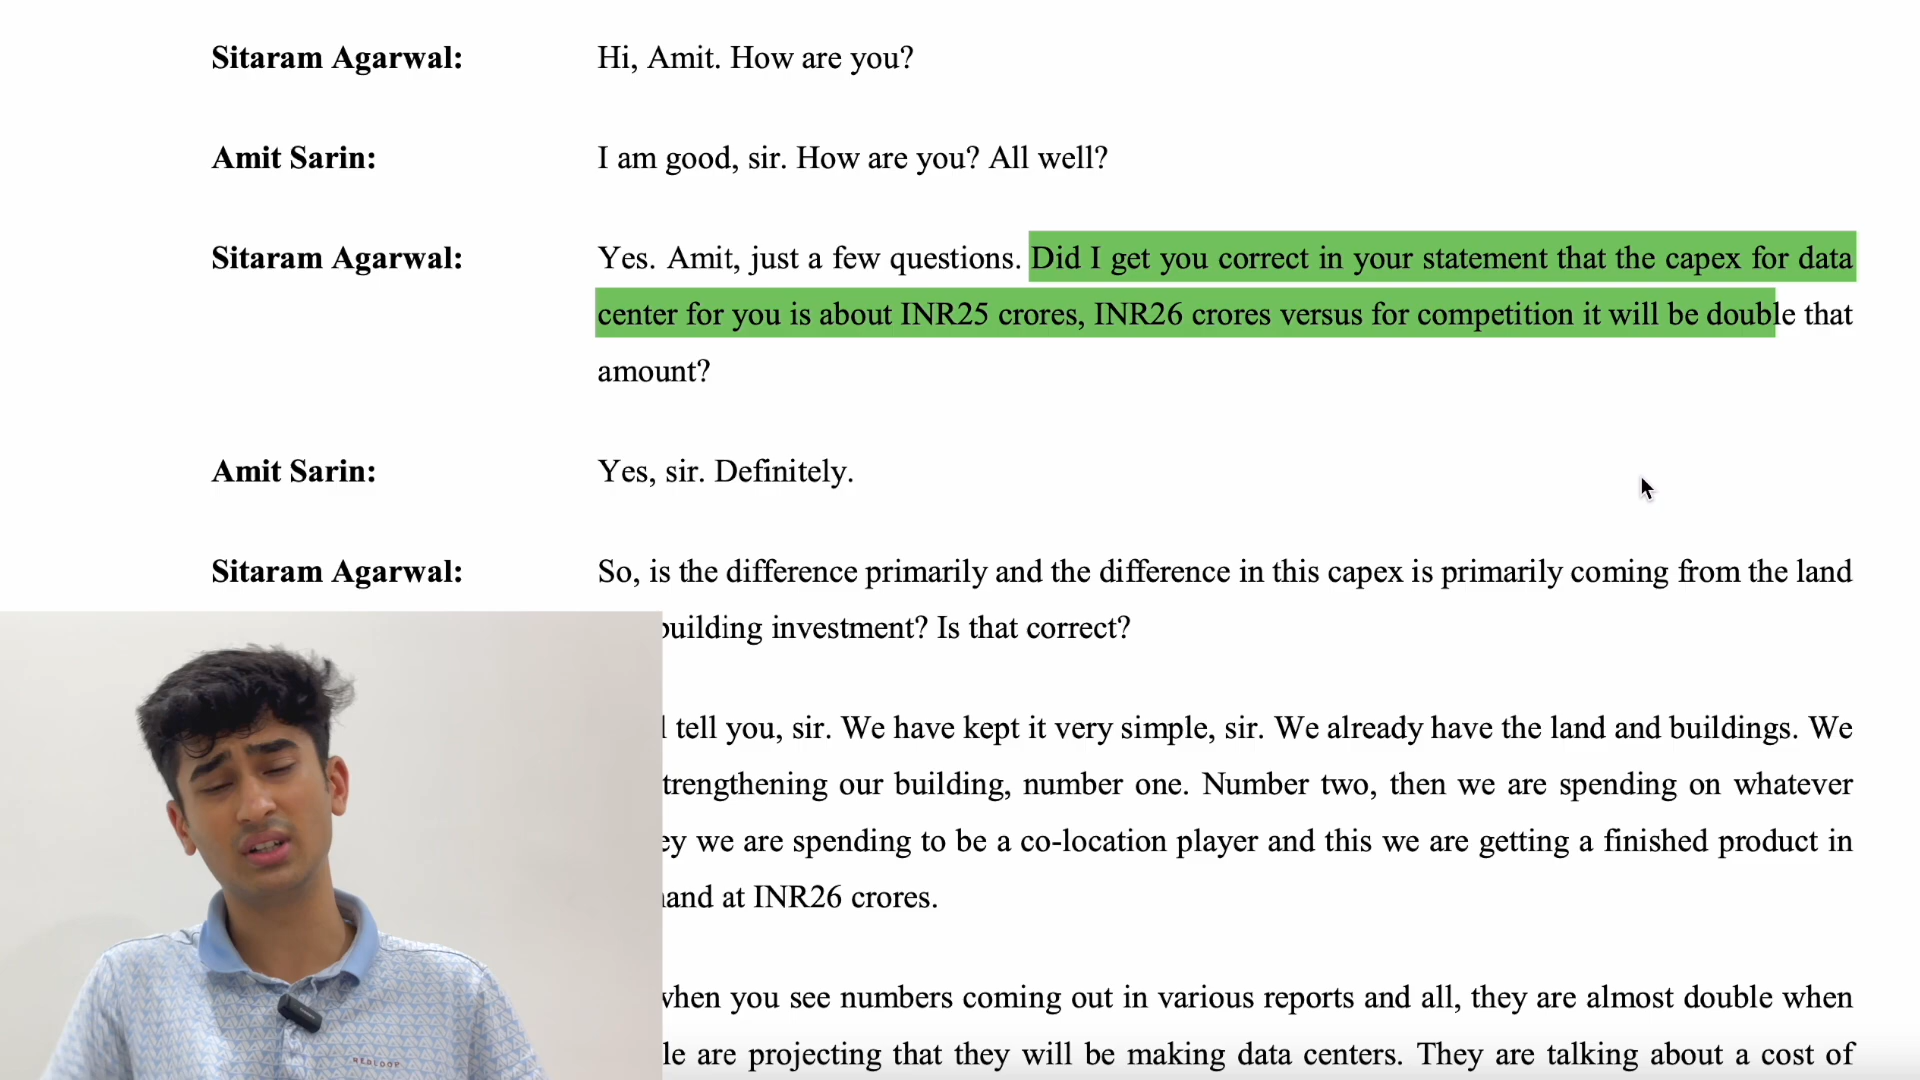 Sitaram Agarwal: Hi, Amit. How are you?
Amit Sarin: I am good, sir. How are you? All well?
Sitaram Agarwal: Yes. Amit, just a few questions. Did I get you correct in your statement that the capex for data
center for you is about INR25 crores, INR26 crores versus for competition it will be double that
amount?
Amit Sarin: Yes, sir. Definitely.
Sitaram Agarwal: So, is the difference primarily and the difference in this capex is primarily coming from the land
building investment? Is that correct?
tell you, sir. We have kept it very simple, sir. We already have the land and buildings. We
trengthening our building, number one. Number two, then we are spending on whatever
ey we are spending to be a co-location player and this we are getting a finished product in
and at INR26 crores.
when you see numbers coming out in various reports and all, they are almost double when
le are projecting that they will be making data centers. They are talking about a cost of
REDLOOP